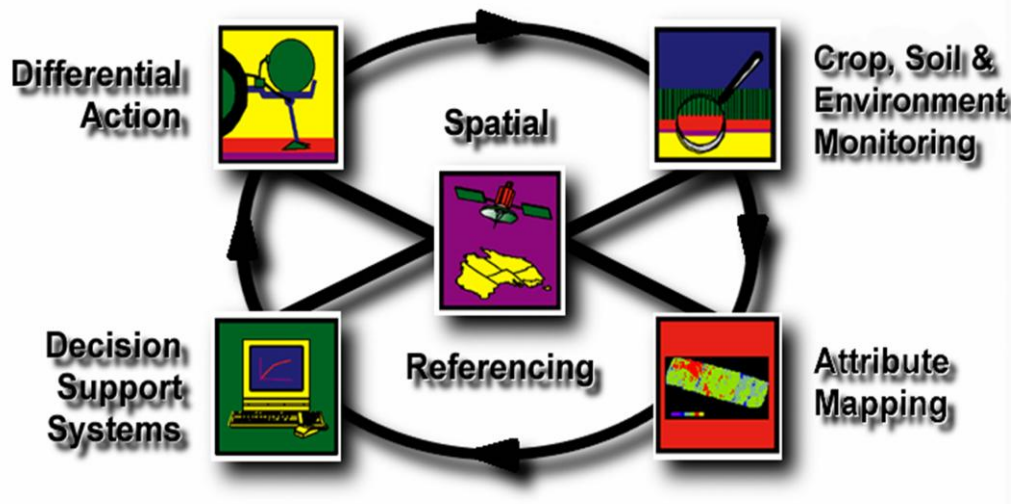 Differential
Action
Spatial
Crop, Soil &
Environment
Monitoring
Decision
Support
Systems
Referencing
Attribute
Mapping